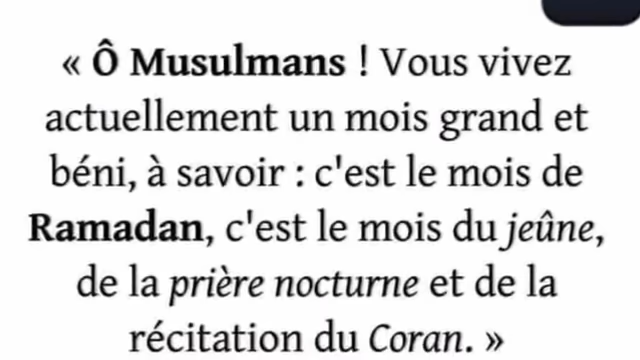 « Ô Musulmans ! Vous vivez
actuellement un mois grand et
béni, à savoir : c'est le mois de
Ramadan, c'est le mois du jeûne,
de la prière nocturne et de la
récitation du Coran. »